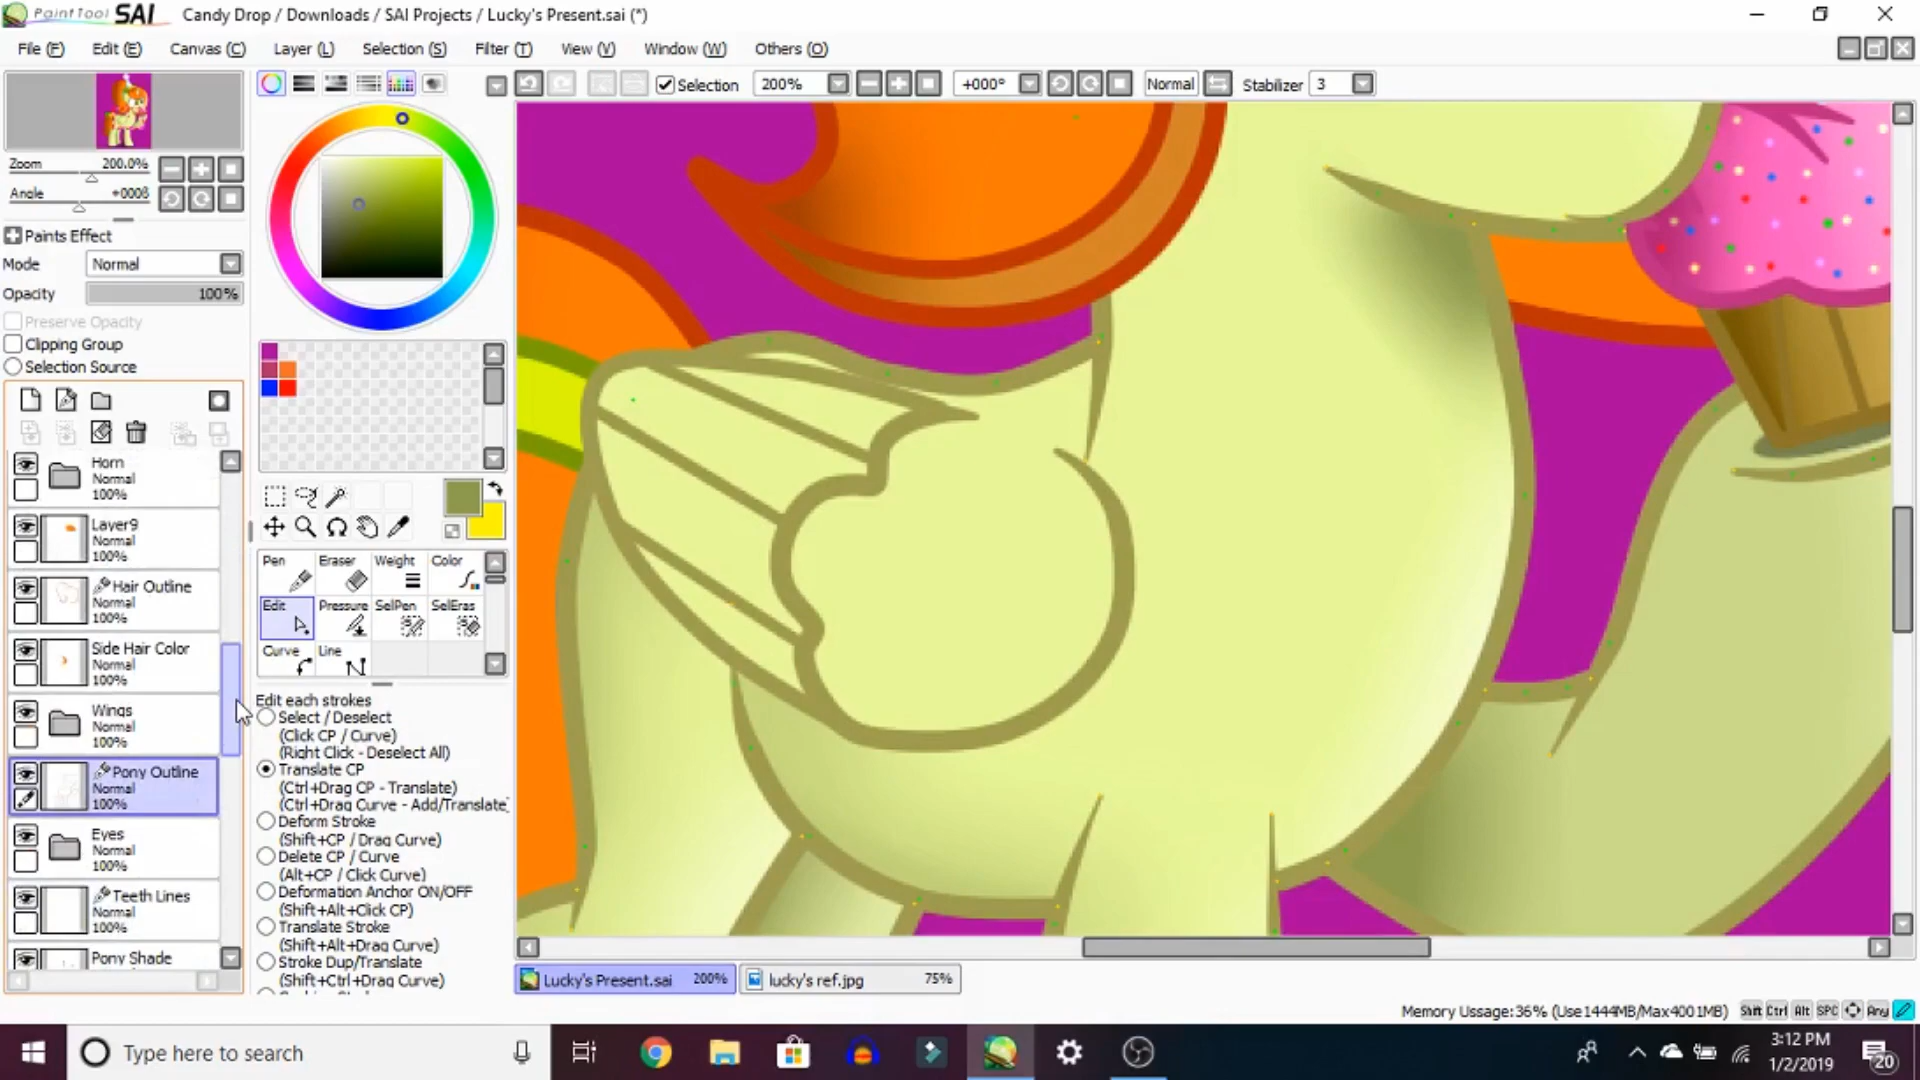 PaintTool SAI Candy Drop / Downloads / SAI Projects / Lucky's Present.sai (*)
File (F) Edit (E) Canvas (C) Layer (L) Selection (S) Filter (T) View (V) Window (W) Others (O)
Selection 200% +000° Normal Stabilizer 3
Zoom 200.0%
Angle +000ß
Paints Effect
Mode Normal
Opacity 100%
Preserve Opacity
Clipping Group
Selection Source
Horn
Normal
100%
Layer9
Normal
100%
Hair Outline
Normal
100%
Side Hair Color
Normal
100%
Wings
Normal
100%
Pony Outline
Normal
100%
Eyes
Normal
100%
Teeth Lines
Normal
100%
Pony Shade
Pen Eraser Weight Color
Edit Pressure SelPen SelEras
Curve Line
Edit each strokes
Select / Deselect
(Click CP / Curve)
(Right Click - Deselect All)
Translate CP
(Ctrl+Drag CP - Translate)
(Ctrl+Drag Curve - Add/Translate)
Deform Stroke
(Shift+CP / Drag Curve)
Delete CP / Curve
(Alt+CP / Click Curve)
Deformation Anchor ON/OFF
(Shift+Alt+Click CP)
Translate Stroke
(Shift+Alt+Drag Curve)
Stroke Dup/Translate
(Shift+Ctrl+Drag Curve)
Lucky's Present.sai 200% lucky's ref.jpg 75%
Memory Ussage:36% (Use1444MB/Max4001MB) Shift Ctrl Alt SPC Any
Type here to search
3:12 PM
1/2/2019
20